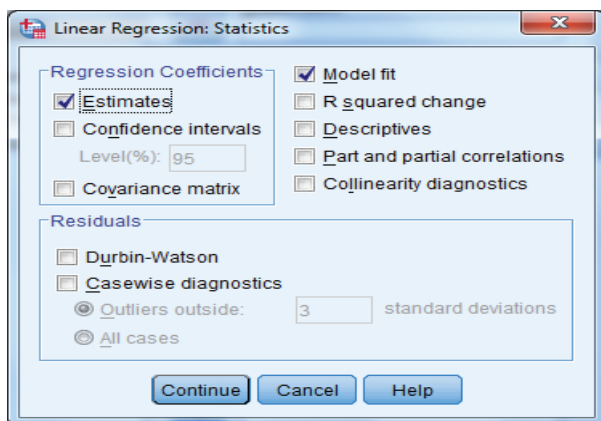 Linear Regression: Statistics
Regression Coefficients
Estimates
Confidence intervals
Level(%): 95
Covariance matrix
Model fit
R squared change
Descriptives
Part and partial correlations
Collinearity diagnostics
Residuals
Durbin-Watson
Casewise diagnostics
Outliers outside: 3 standard deviations
All cases
Continue Cancel Help